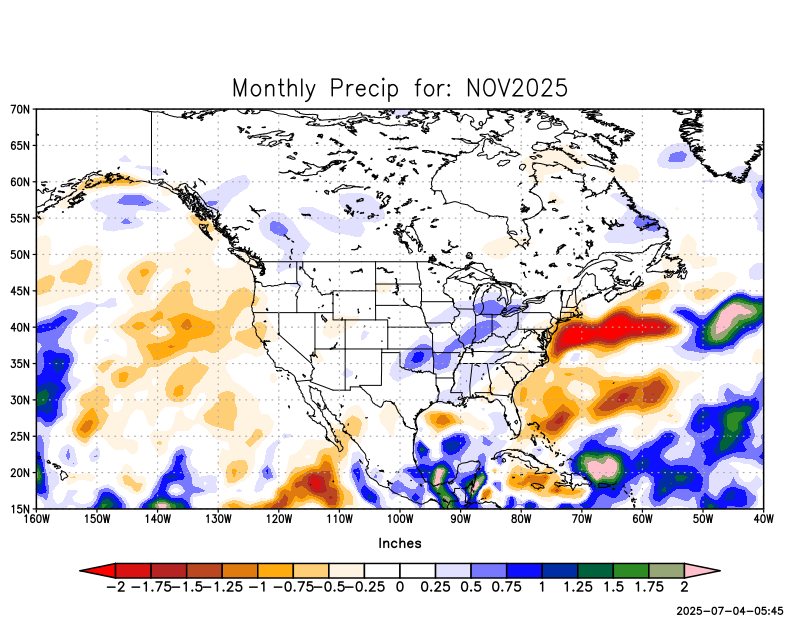 Monthly Precip for: NOV2025
70N
65N
60N
55N
50N
45N
40N
35N
30N
25N
20N
15N
160W 150W 140W 130W 120W 110W 100W 90W 80W 70W 60W 50W 40W
Inches
−2 −1.75 −1.5 −1.25 −1 −0.75 −0.5 −0.25 0 0.25 0.5 0.75 1 1.25 1.5 1.75 2
2025−07−04−05:45